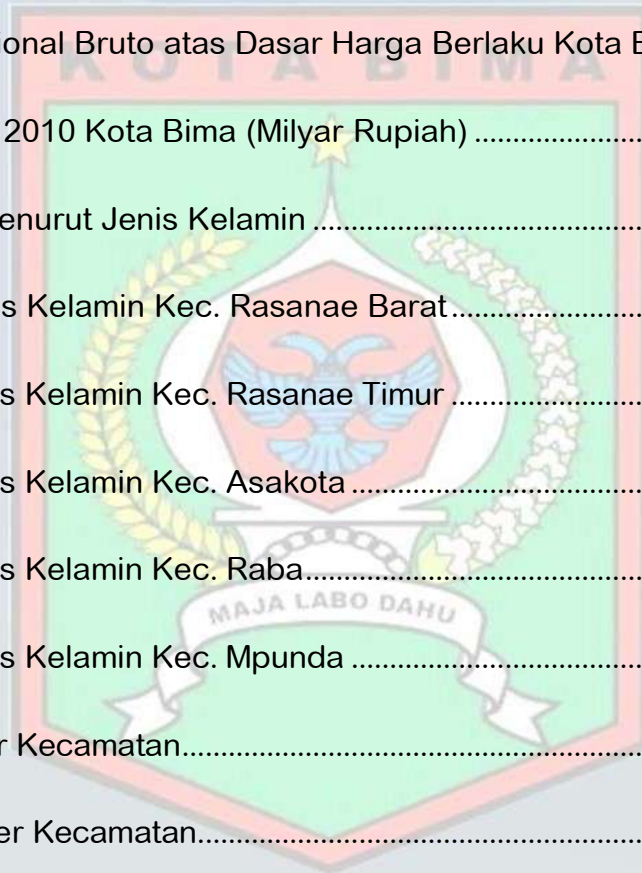 ional Bruto atas Dasar Harga Berlaku Kota B
KOTA BIMA
2010 Kota Bima (Milyar Rupiah) ........................
enurut Jenis Kelamin ................................................
s Kelamin Kec. Rasanae Barat ...........................
s Kelamin Kec. Rasanae Timur ...........................
s Kelamin Kec. Asakota ..........................................
s Kelamin Kec. Raba................................................
MAJA LABO DAHU
s Kelamin Kec. Mpunda ..........................................
r Kecamatan...................................................................
er Kecamatan.................................................................